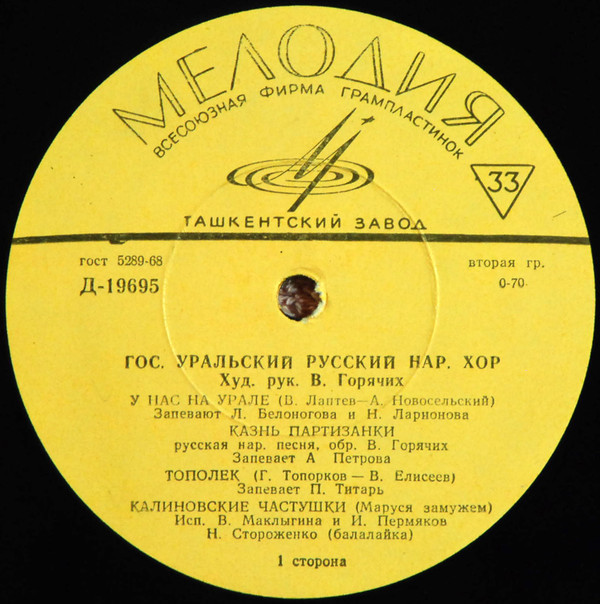 МЕЛОДИЯ
ВСЕСОЮЗНАЯ ФИРМА ГРАМПЛАСТИНОК
33
ТАШКЕНТСКИЙ ЗАВОД
гост 5289-68
вторая гр.
Д-19695
0-70
ГОС. УРАЛЬСКИЙ РУССКИЙ НАР. ХОР
Худ. рук. В. Горячих
У НАС НА УРАЛЕ (В. Лаптев—А. Новосельский)
Запевают Л. Белоногова и Н. Ларионова
КАЗНЬ ПАРТИЗАНКИ
русская нар. песня, обр. В. Горячих
Запевает А Петрова
ТОПОЛЕК (Г. Топорков — В. Елисеев)
Запевает П. Титарь
КАЛИНОВСКИЕ ЧАСТУШКИ (Маруся замужем)
Исп. В. Маклыгина и И. Пермяков
Н. Стороженко (балалайка)
1 сторона